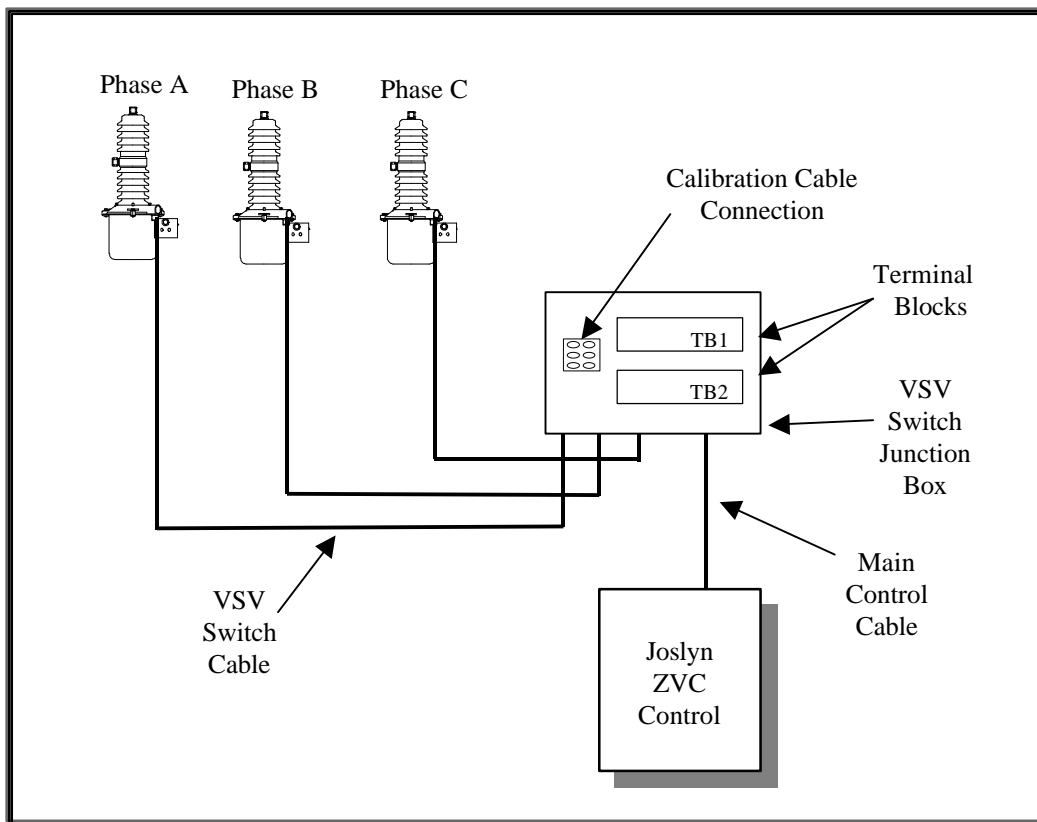 Phase A
Phase B
Phase C
Calibration Cable
Connection
Terminal
Blocks
TB1
TB2
VSV
Switch
Junction
Box
VSV
Switch
Cable
Main
Control
Cable
Joslyn
ZVC
Control